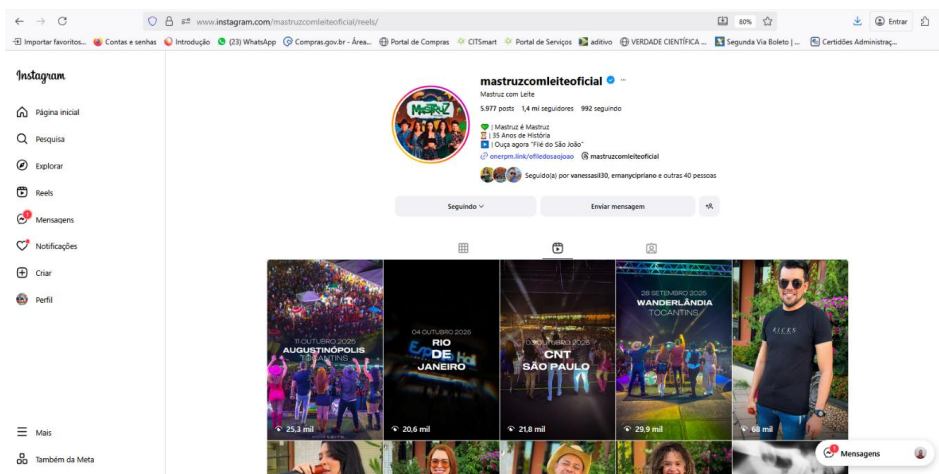 www.instagram.com/mastruzcomleiteoficial/reels/
80%
Entrar
Importar favoritos...
Contas e senhas
Introdução
(23) WhatsApp
Compras.gov.br - Área...
Portal de Compras
CITSmart
Portal de Serviços
aditivo
VERDADE CIENTÍFICA ...
Segunda Via Boleto | ...
Certidões Administraç...
Instagram
Página inicial
Pesquisa
Explorar
Reels
Mensagens
Notificações
Criar
Perfil
Mais
Também da Meta
mastruzcomleiteoficial
Mastruz com Leite
5.977 posts 1,4 mi seguidores 992 seguindo
| Mastruz é Mastruz
| 35 Anos de História
| Ouça agora "Filé do São João"
onerpm.link/ofiledosaojoao mastruzcomleiteoficial
Seguido(a) por vanessasil30, ernanycipriano e outras 40 pessoas
MASTRUZ
Seguindo
Enviar mensagem
11 OUTUBRO 2025
AUGUSTINÓPOLIS
TOCANTINS
25,3 mil
04 OUTUBRO 2025
RIO
DE
JANEIRO
20,6 mil
03 OUTUBRO 2025
CNT
SÃO PAULO
21,8 mil
28 SETEMBRO 2025
WANDERLÂNDIA
TOCANTINS
29,9 mil
68 mil
Mensagens